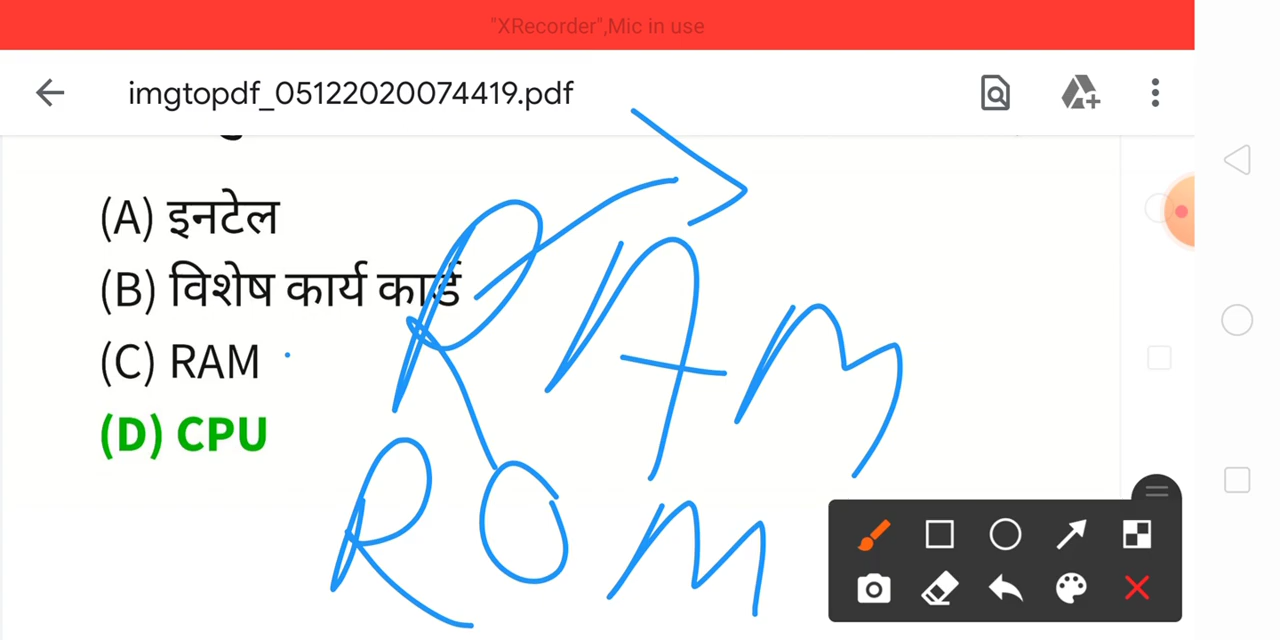 "XRecorder",Mic in use
imgtopdf_05122020074419.pdf
(A) इनटेल
(B) विशेष कार्य कार्ड
(C) RAM
(D) CPU
RAM
ROM